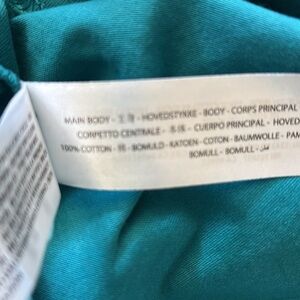 MAIN BODY - HOVEDSTYKKE - BODY - CORPS PRINCIPAL
CORPETTO CENTRALE - CUERPO PRINCIPAL - HOVED
100% COTTON - BOMULD - KATOEN - COTON - BAUMWOLLE - PAM
BOMULL - BOMULL - قطن